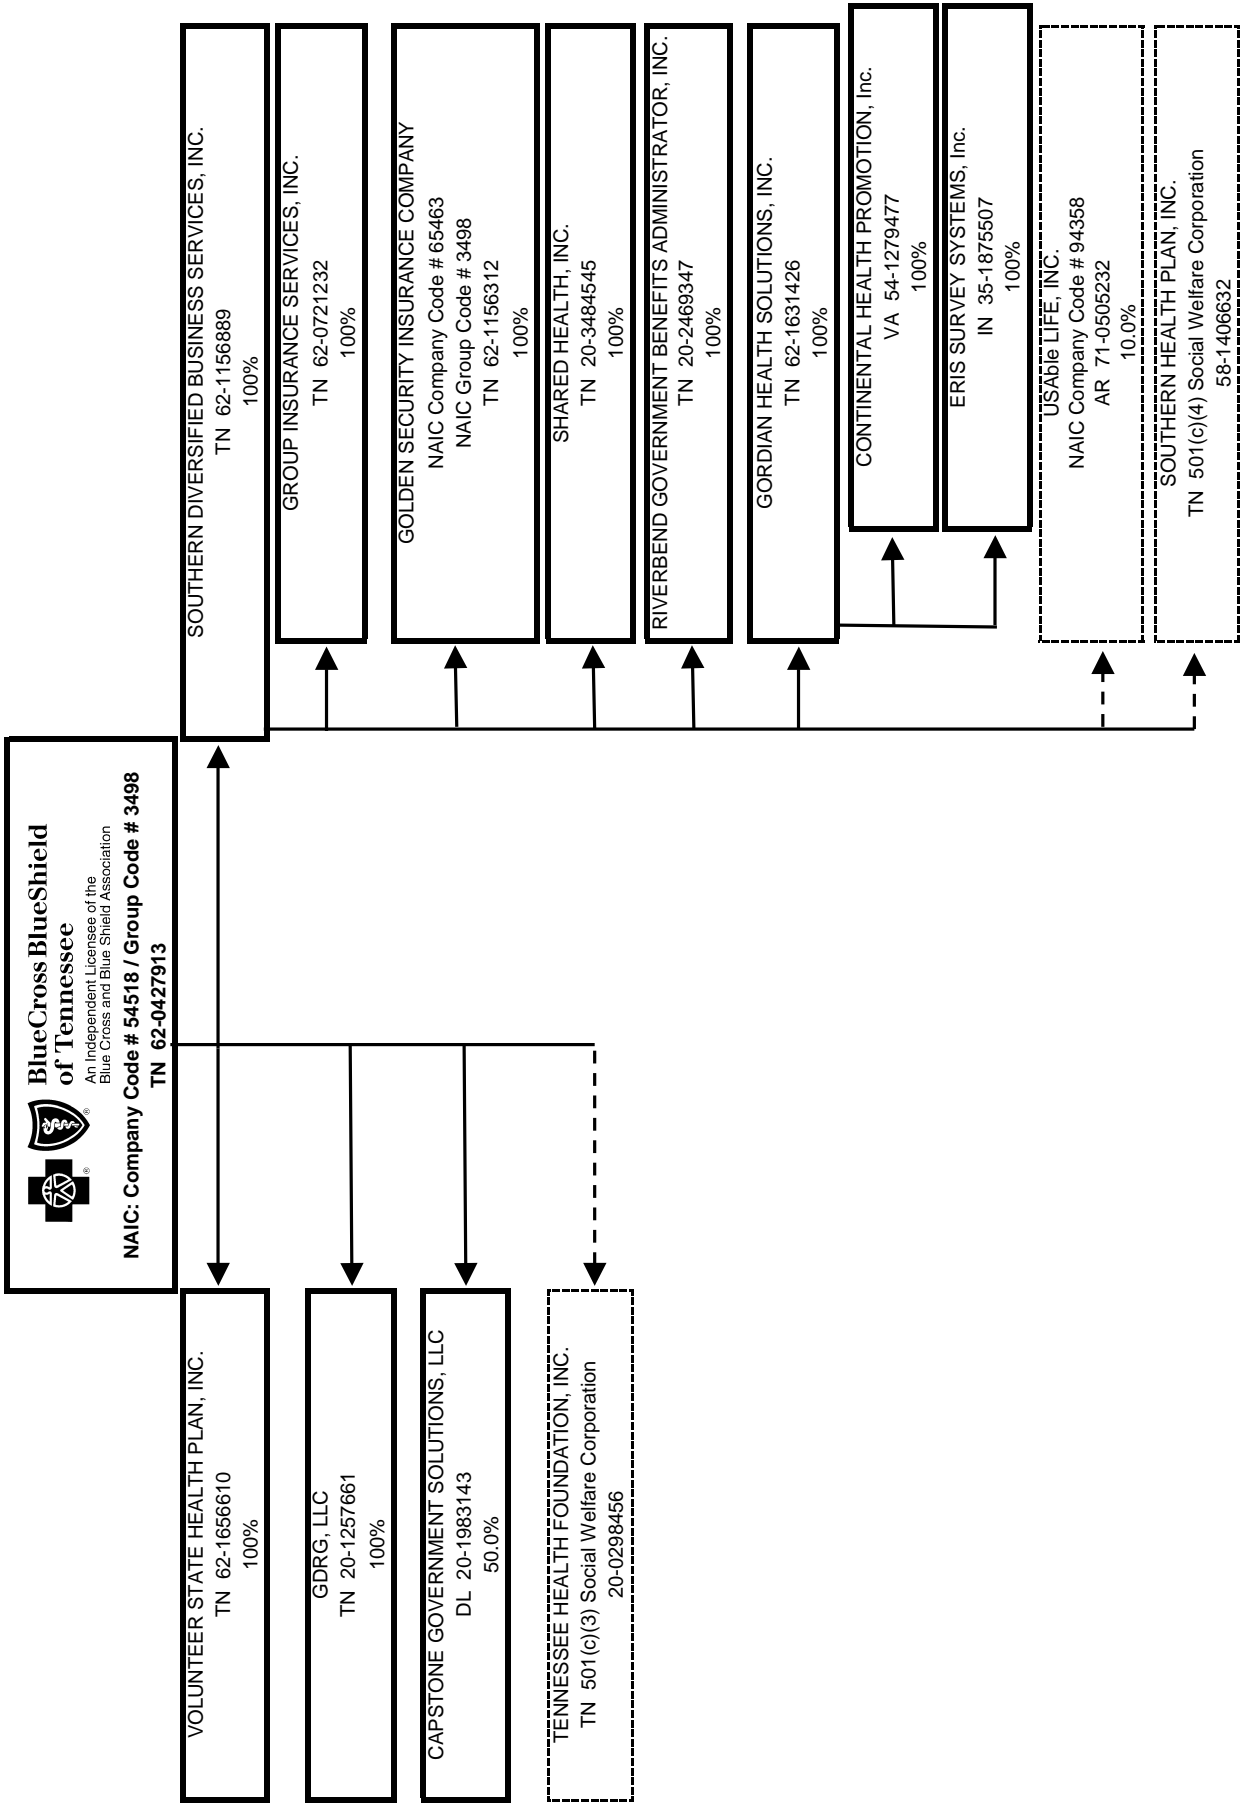 BlueCross BlueShield
of Tennessee
An Independent Licensee of the
Blue Cross and Blue Shield Association
® ®
NAIC: Company Code # 54518 / Group Code # 3498
TN 62-0427913
VOLUNTEER STATE HEALTH PLAN, INC.
TN 62-1656610
100%
GDRG, LLC
TN 20-1257661
100%
CAPSTONE GOVERNMENT SOLUTIONS, LLC
DL 20-1983143
50.0%
TENNESSEE HEALTH FOUNDATION, INC.
TN 501(c)(3) Social Welfare Corporation
20-0298456
SOUTHERN DIVERSIFIED BUSINESS SERVICES, INC.
TN 62-1156889
100%
GROUP INSURANCE SERVICES, INC.
TN 62-0721232
100%
GOLDEN SECURITY INSURANCE COMPANY
NAIC Company Code # 65463
NAIC Group Code # 3498
TN 62-1156312
100%
SHARED HEALTH, INC.
TN 20-3484545
100%
RIVERBEND GOVERNMENT BENEFITS ADMINISTRATOR, INC.
TN 20-2469347
100%
GORDIAN HEALTH SOLUTIONS, INC.
TN 62-1631426
100%
CONTINENTAL HEALTH PROMOTION, Inc.
VA 54-1279477
100%
ERIS SURVEY SYSTEMS, Inc.
IN 35-1875507
100%
USAble LIFE, INC.
NAIC Company Code # 94358
AR 71-0505232
10.0%
SOUTHERN HEALTH PLAN, INC.
TN 501(c)(4) Social Welfare Corporation
58-1406632